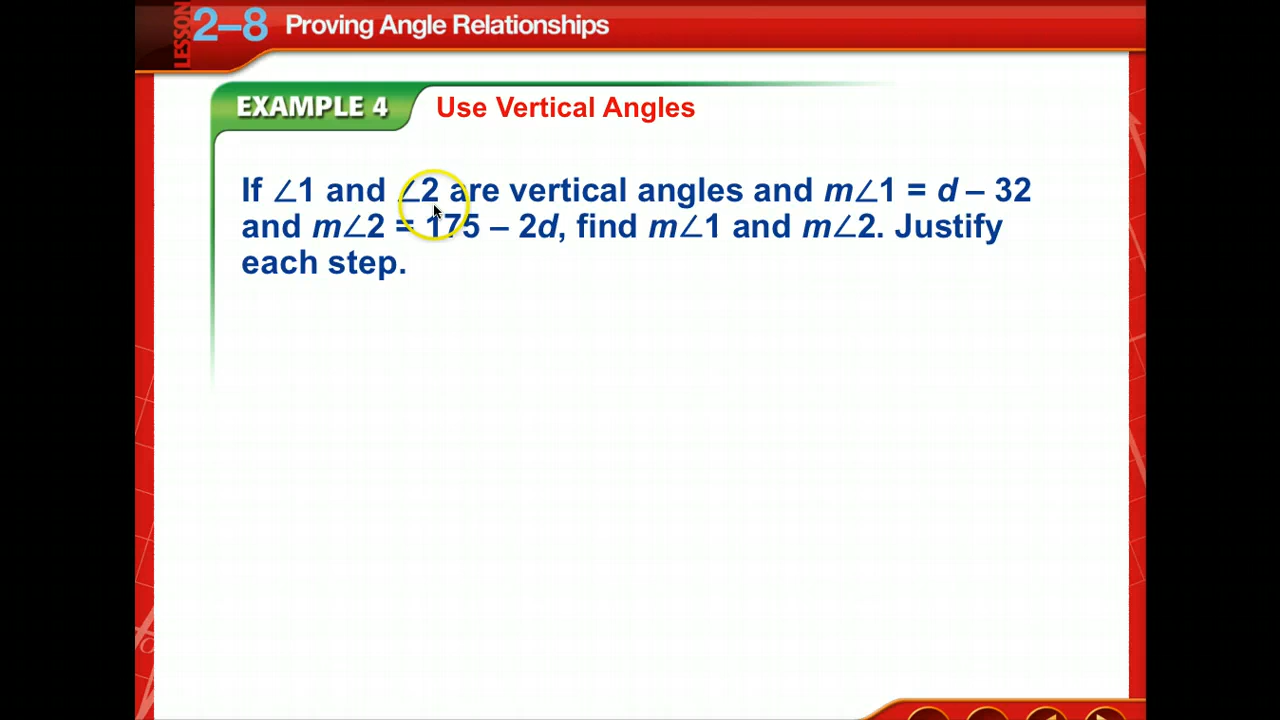 LESSON 2–8 Proving Angle Relationships
EXAMPLE 4 Use Vertical Angles
If ∠1 and ∠2 are vertical angles and m∠1 = d – 32
and m∠2 = 175 – 2d, find m∠1 and m∠2. Justify
each step.